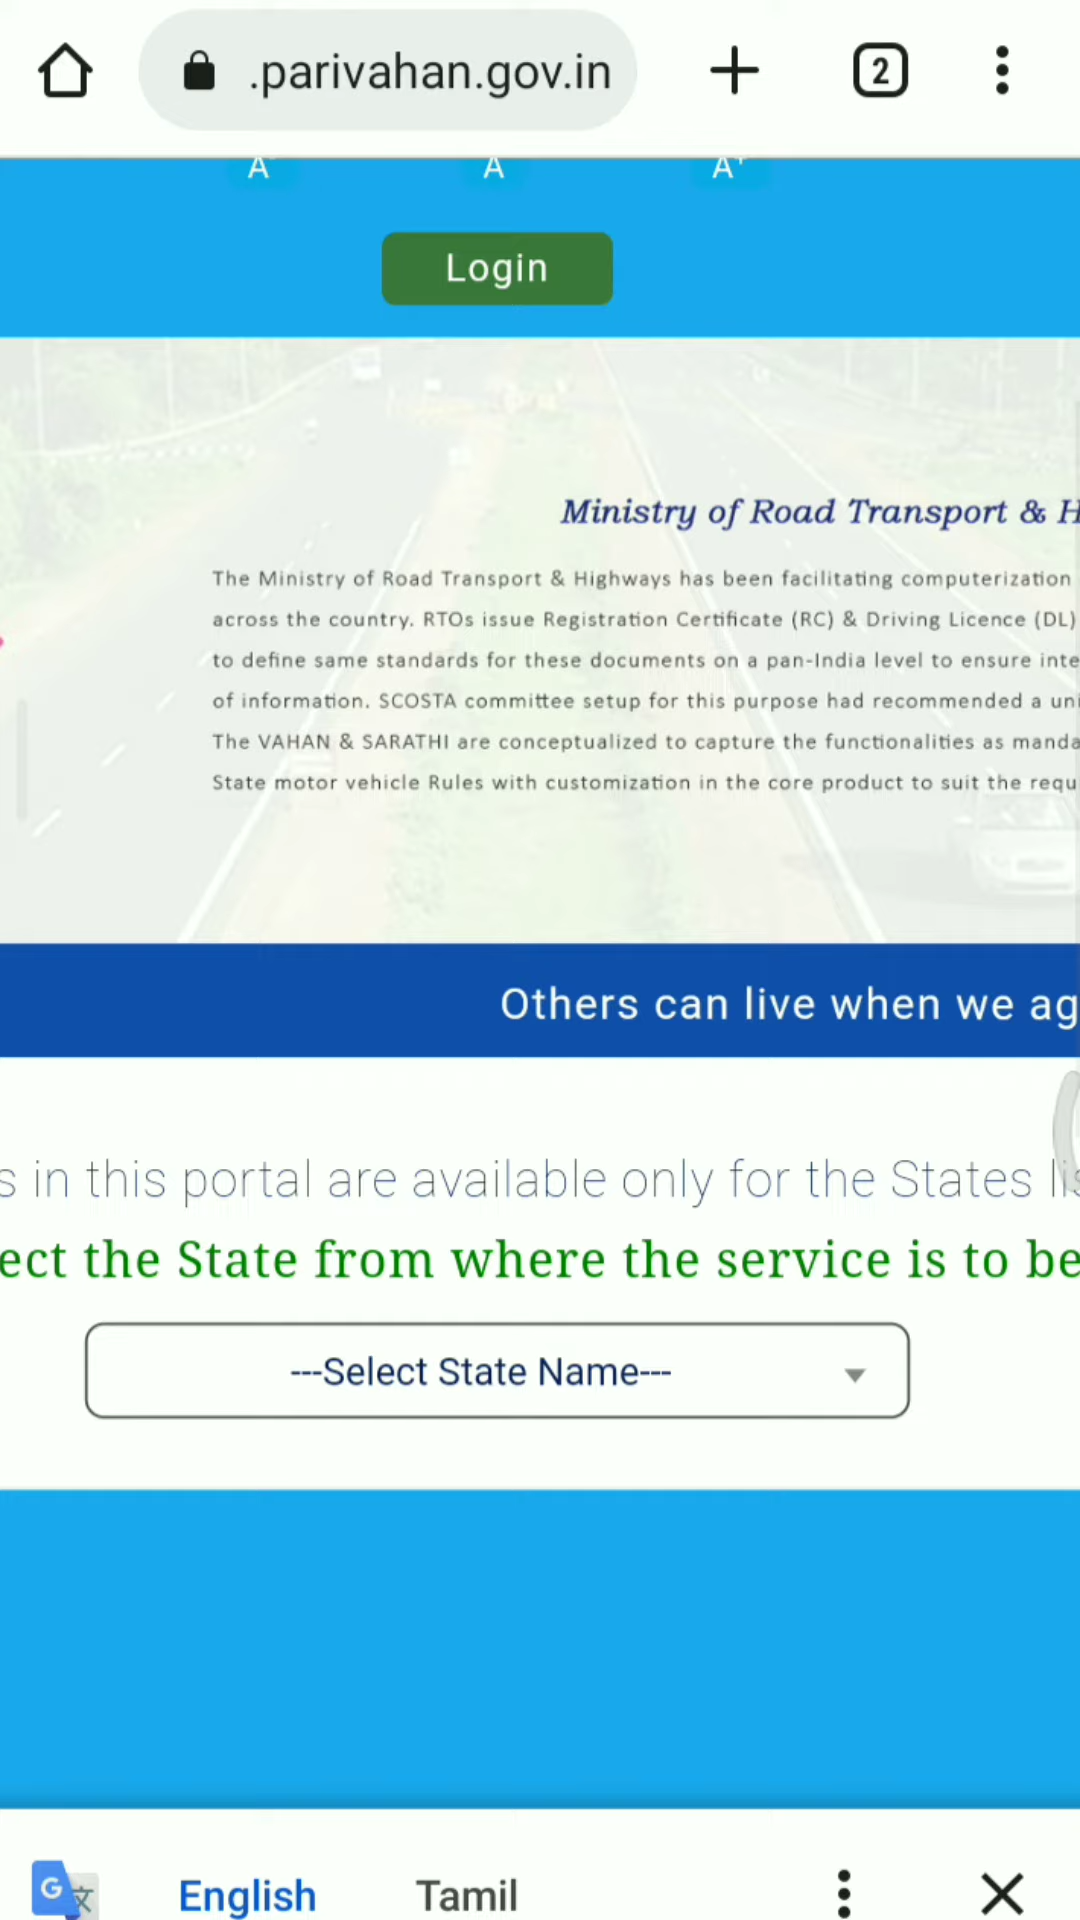 .parivahan.gov.in
2
A A A+
Login
Ministry of Road Transport & H
The Ministry of Road Transport & Highways has been facilitating computerization
across the country. RTOs issue Registration Certificate (RC) & Driving Licence (DL)
to define same standards for these documents on a pan-India level to ensure inte
of information. SCOSTA committee setup for this purpose had recommended a uni
The VAHAN & SARATHI are conceptualized to capture the functionalities as manda
State motor vehicle Rules with customization in the core product to suit the requ
Others can live when we ag
s in this portal are available only for the States lis
ect the State from where the service is to be
---Select State Name---
G 文 English Tamil